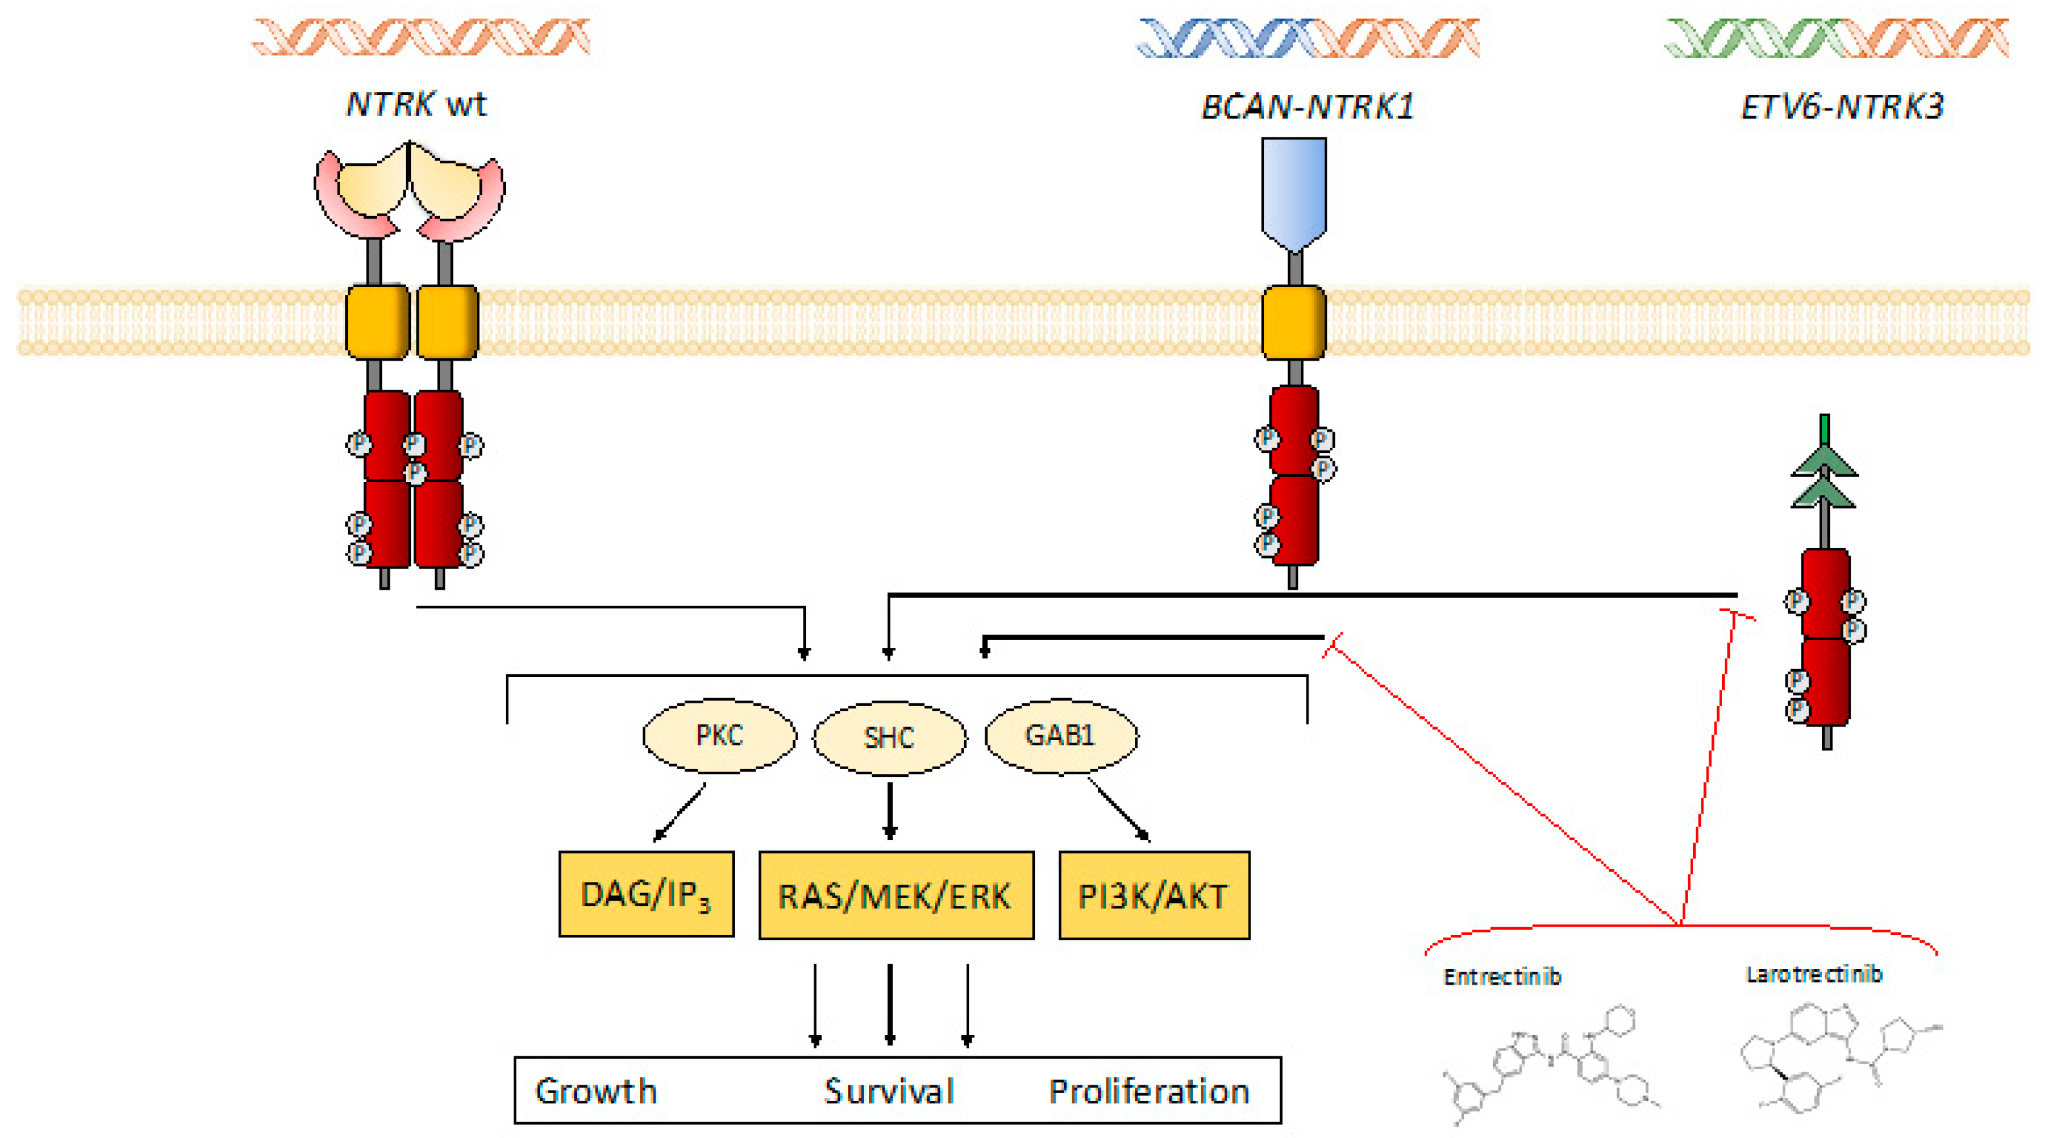 NTRK wt
BCAN-NTRK1
ETV6-NTRK3
P P P
P
P P
P P
P P
P
P
P
P P
P
P
P
PKC
SHC
GAB1
DAG/IP3
RAS/MEK/ERK
PI3K/AKT
Entrectinib
Larotrectinib
Growth
Survival
Proliferation